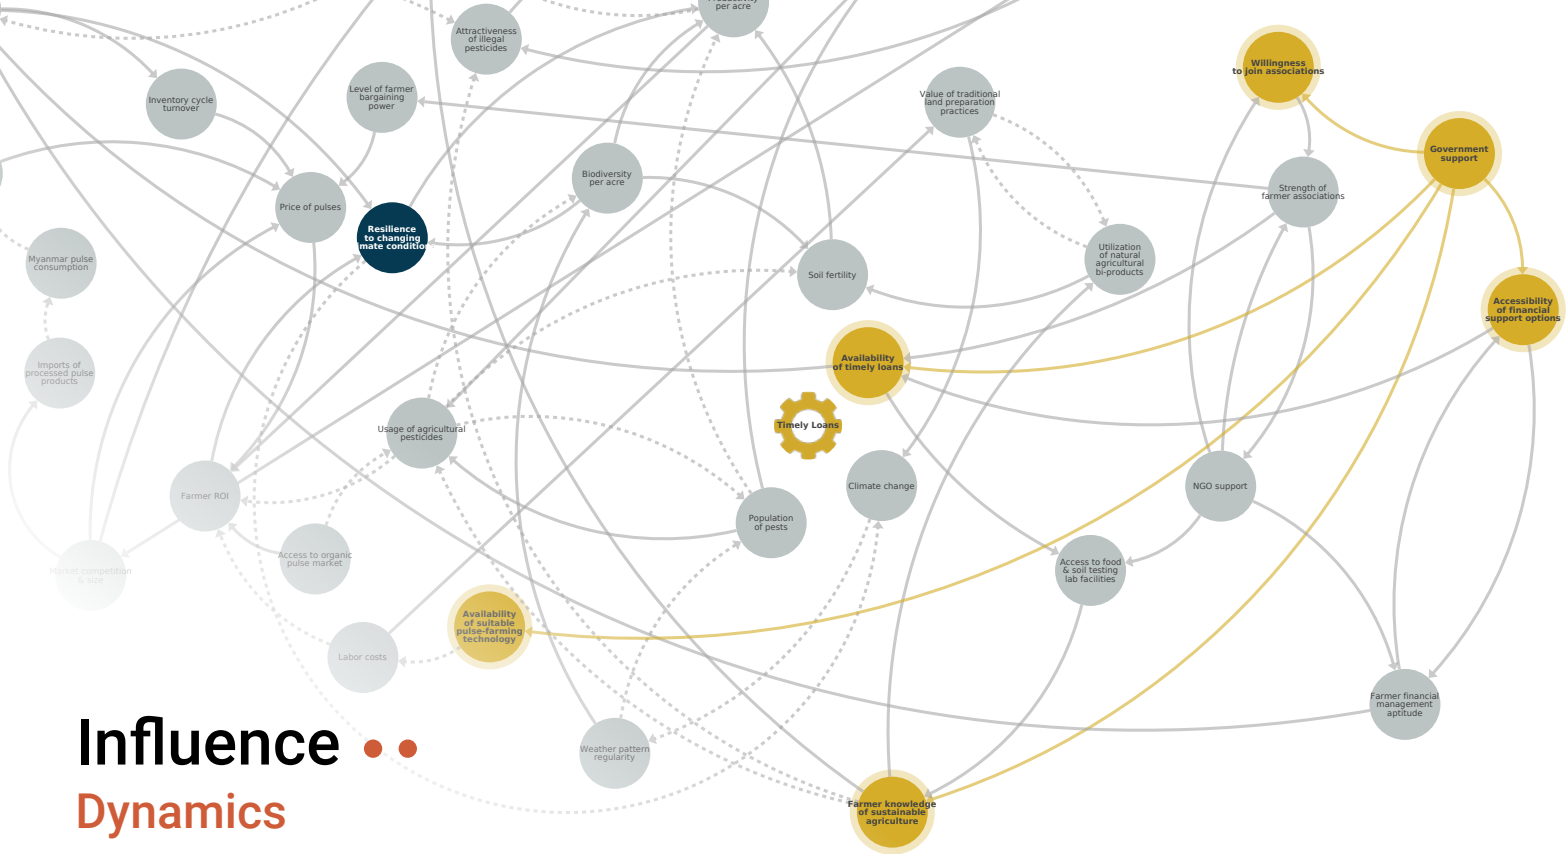 per acre
Attractiveness
of illegal
pesticides
Willingness
to join associations
Inventory cycle
turnover
Level of farmer
bargaining
power
Value of traditional
land preparation
practices
Government
support
Biodiversity
per acre
Strength of
farmer associations
Price of pulses
Resilience
to changing
mate condition
Myanmar pulse
consumption
Soil fertility
Utilization
of natural
agricultural
bi-products
Accessibility
of financial
support options
Imports of
processed pulse
products
Availability
of timely loans
Timely Loans
Usage of agricultural
pesticides
Farmer ROI
Climate change
NGO support
Population
of pests
Access to organic
pulse market
Market competition
& size
Access to food
& soil testing
lab facilities
Availability
of suitable
pulse-farming
technology
Labor costs
Farmer financial
management
aptitude
Weather pattern
regularity
Farmer knowledge
of sustainable
agriculture
Influence
Dynamics